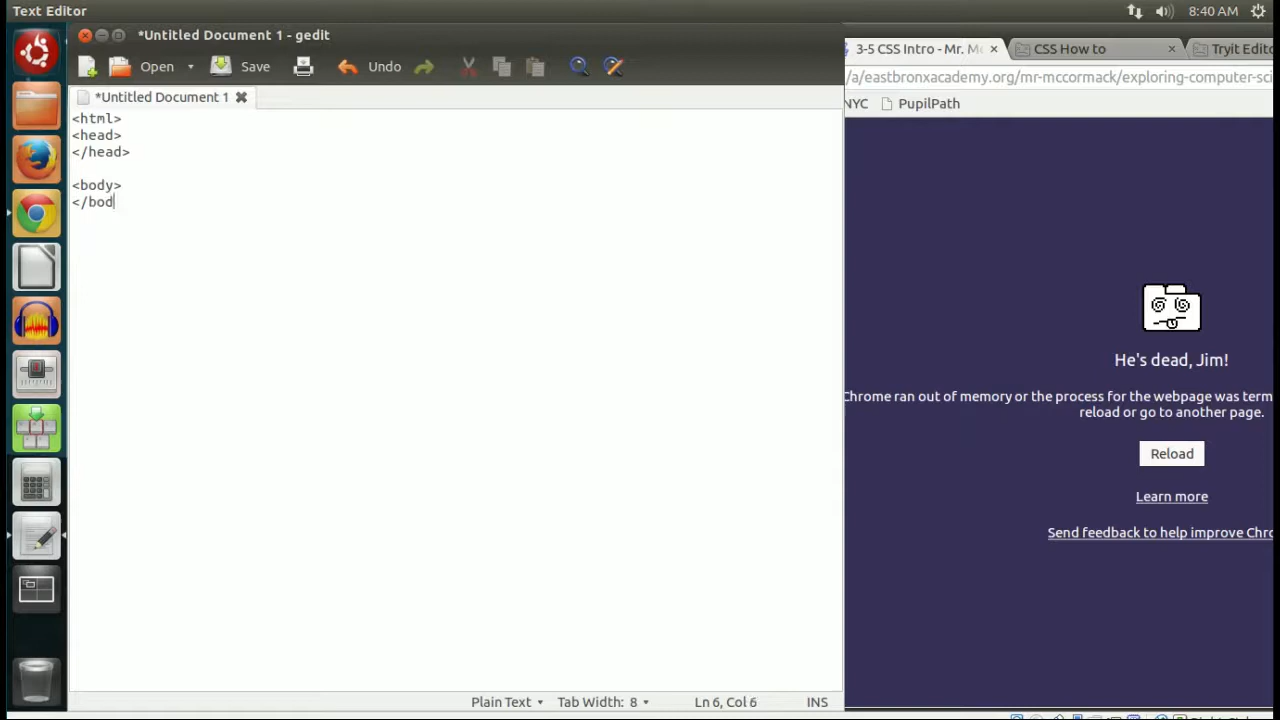 Text Editor
8:40 AM
*Untitled Document 1 - gedit
Open
Save
Undo
*Untitled Document 1
<html>
<head>
</head>
<body>
</bod
Plain Text
Tab Width: 8
Ln 6, Col 6
INS
3-5 CSS Intro - Mr. M
CSS How to
Tryit Edito
/a/eastbronxacademy.org/mr-mccormack/exploring-computer-sci
NYC
PupilPath
He's dead, Jim!
Chrome ran out of memory or the process for the webpage was term
reload or go to another page.
Reload
Learn more
Send feedback to help improve Chro